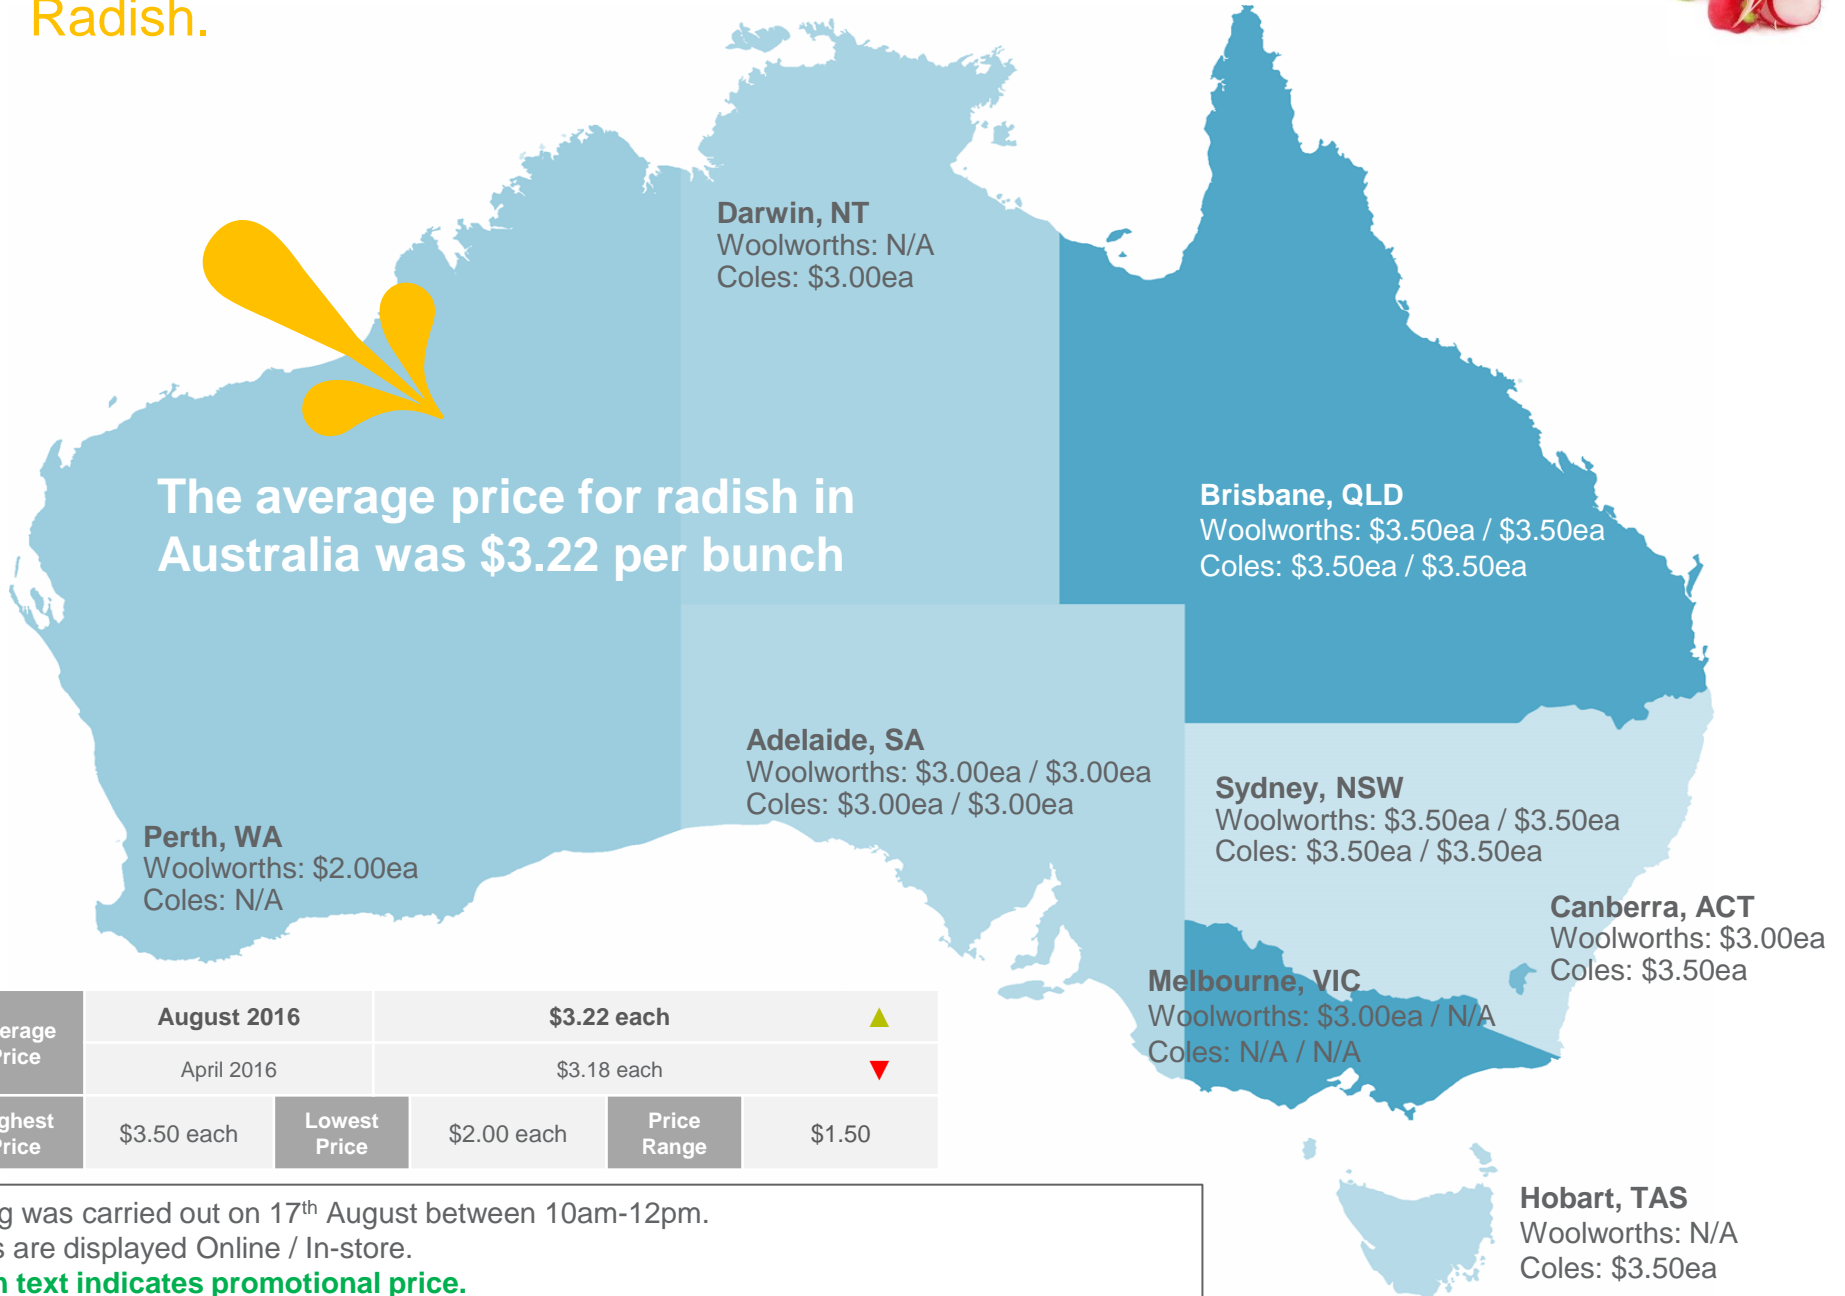 Radish.
Darwin, NT
Woolworths: N/A
Coles: $3.00ea
The average price for radish in
Australia was $3.22 per bunch
Brisbane, QLD
Woolworths: $3.50ea / $3.50ea
Coles: $3.50ea / $3.50ea
Adelaide, SA
Woolworths: $3.00ea / $3.00ea
Coles: $3.00ea / $3.00ea
Sydney, NSW
Woolworths: $3.50ea / $3.50ea
Coles: $3.50ea / $3.50ea
Perth, WA
Woolworths: $2.00ea
Coles: N/A
Canberra, ACT
Woolworths: $3.00ea
Coles: $3.50ea
Melbourne, VIC
Woolworths: $3.00ea / N/A
Coles: N/A / N/A
August 2016 $3.22 each ▲
April 2016 $3.18 each ▼
$3.50 each Lowest Price $2.00 each Price Range $1.50
Hobart, TAS
Woolworths: N/A
Coles: $3.50ea
was carried out on 17th August between 10am-12pm.
are displayed Online / In-store.
text indicates promotional price.